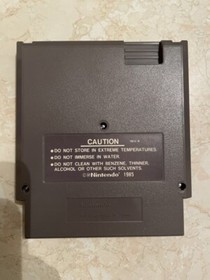 CAUTION
• DO NOT STORE IN EXTREME TEMPERATURES.
• DO NOT IMMERSE IN WATER.
• DO NOT CLEAN WITH BENZENE, THINNER,
ALCOHOL OR OTHER SUCH SOLVENTS.
©®Nintendo 1985